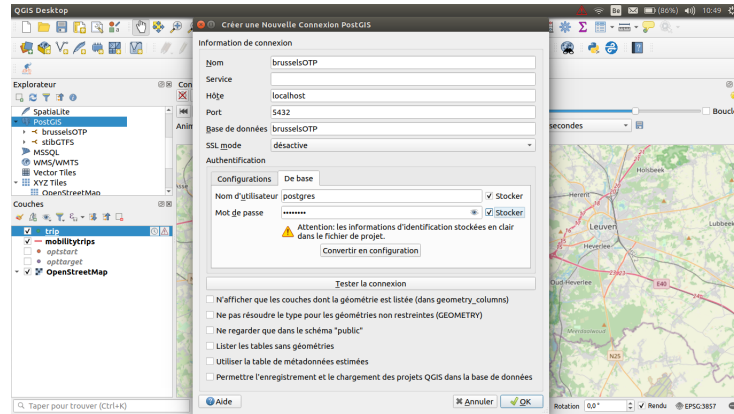 QGIS Desktop
Be
(86%)
10:49
Créer une Nouvelle Connexion PostGIS
Information de connexion
Nom
brusselsOTP
Service
Hôte
localhost
Port
5432
Base de données
brusselsOTP
SSL mode
désactive
Authentification
Configurations
De base
Nom d'utilisateur
postgres
Stocker
Mot de passe
••••••••
Stocker
Attention: les informations d'identification stockées en clair
dans le fichier de projet.
Convertir en configuration
Tester la connexion
N'afficher que les couches dont la géométrie est listée (dans geometry_columns)
Ne pas résoudre le type pour les géométries non restreintes (GEOMETRY)
Ne regarder que dans le schéma "public"
Lister les tables sans géométries
Utiliser la table de métadonnées estimées
Permettre l'enregistrement et le chargement des projets QGIS dans la base de données
Aide
Annuler
OK
Explorateur
SpatiaLite
PostGIS
brusselsOTP
stibGTFS
MSSQL
WMS/WMTS
Vector Tiles
XYZ Tiles
OpenStreetMap
Couches
trip
mobilitytrips
optstart
opttarget
OpenStreetMap
Taper pour trouver (Ctrl+K)
Con
Anim
Boucle
secondes
Holsbeek
Herent
Leuven
Lubbeek
Heverlee
Oud-Heverlee
E40
Meerdaalwoud
N25
Rotation
0,0°
Rendu
EPSG:3857